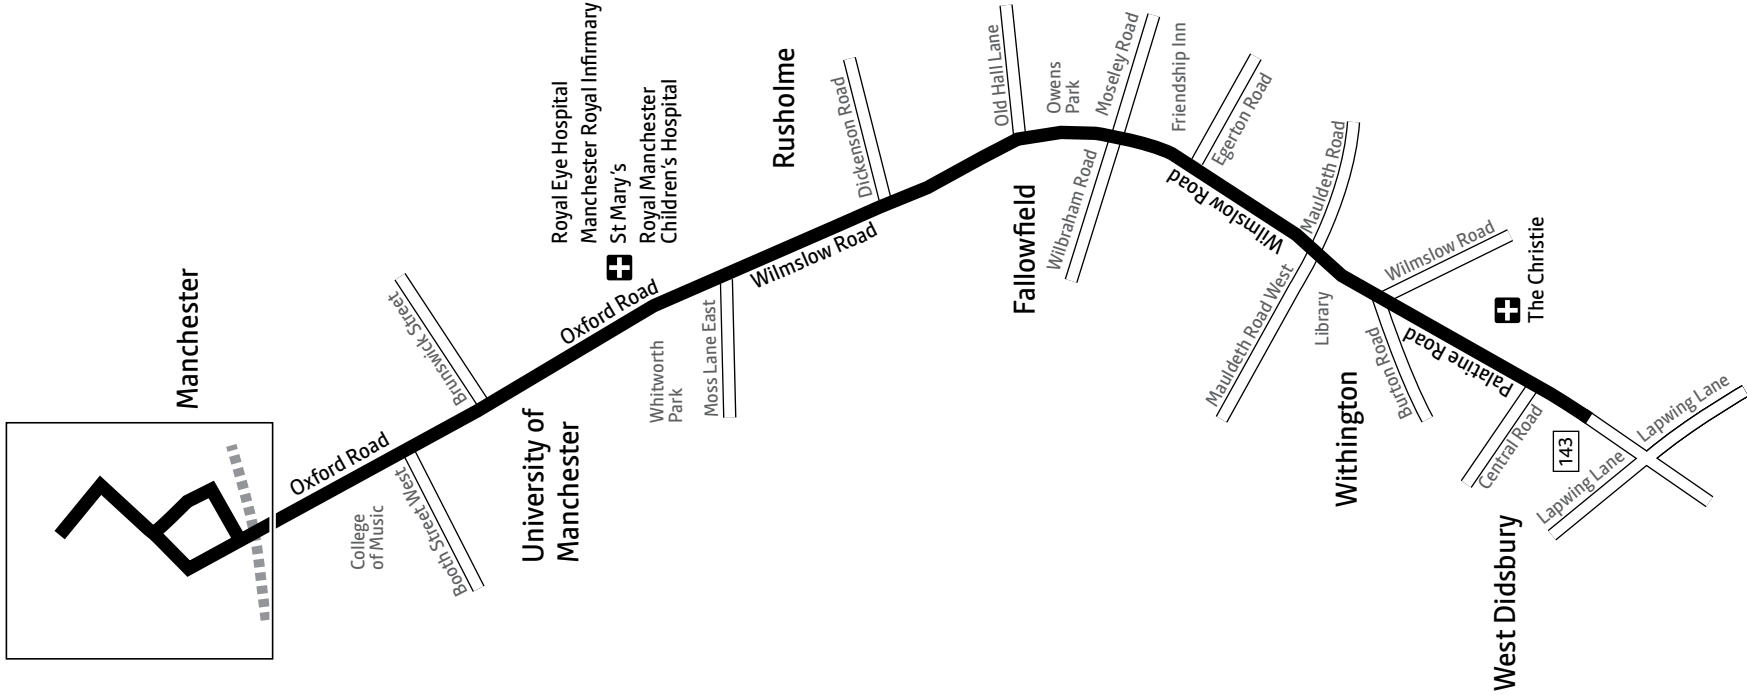 Manchester
Oxford Road
College
of Music
Booth Street West
Brunswick Street
University of
Manchester
Oxford Road
Royal Eye Hospital
Manchester Royal Infirmary
St Mary's
Royal Manchester
Children's Hospital
Whitworth
Park
Moss Lane East
Wilmslow Road
Rusholme
Dickenson Road
Old Hall Lane
Owens
Park
Moseley Road
Fallowfield
Wilbraham Road
Friendship Inn
Egerton Road
Wilmslow Road
Mauldeth Road
Mauldeth Road West
Library
Wilmslow Road
Withington
Burton Road
Palatine Road
The Christie
Central Road
143
West Didsbury
Lapwing Lane
Lapwing Lane